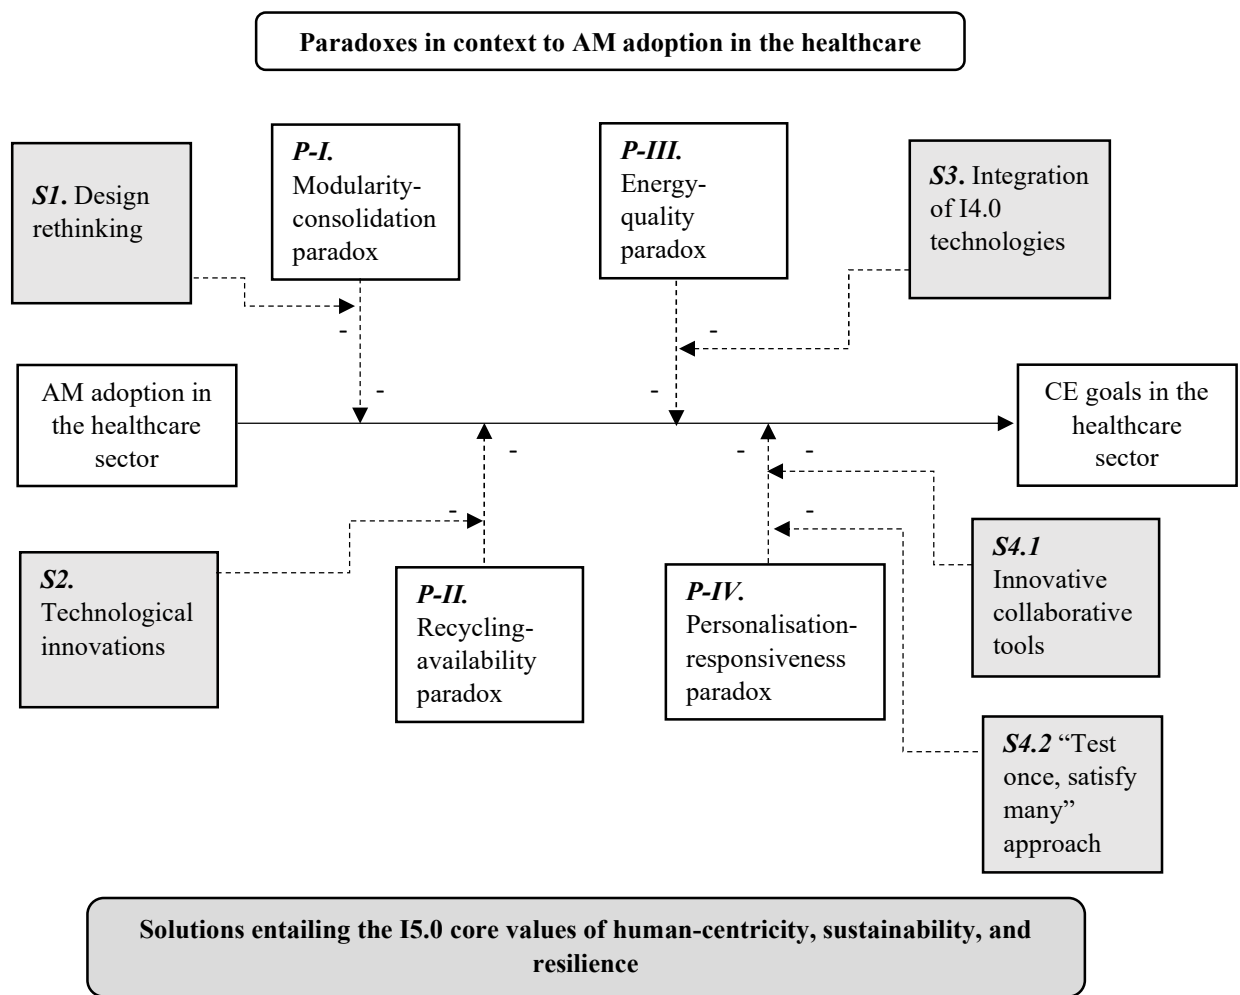 Paradoxes in context to AM adoption in the healthcare
S1. Design
rethinking
P-I.
Modularity-
consolidation
paradox
P-III.
Energy-
quality
paradox
S3. Integration
of I4.0
technologies
-
-
-
-
AM adoption in
the healthcare
sector
CE goals in the
healthcare
sector
-
-
-
-
-
S2.
Technological
innovations
P-II.
Recycling-
availability
paradox
P-IV.
Personalisation-
responsiveness
paradox
S4.1
Innovative
collaborative
tools
S4.2 “Test
once, satisfy
many”
approach
Solutions entailing the I5.0 core values of human-centricity, sustainability, and
resilience